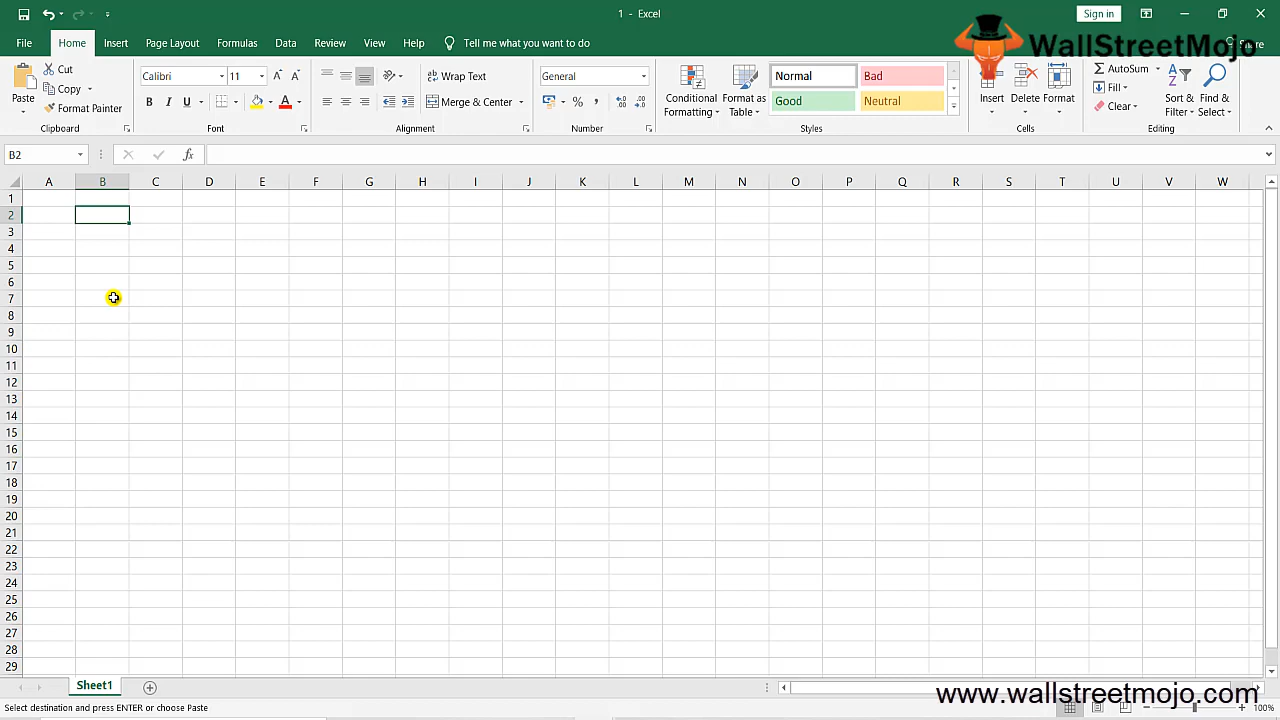 1 - Excel
Sign in
File Home Insert Page Layout Formulas Data Review View Help Tell me what you want to do Share
WallStreetMojo
Paste
Cut
Copy
Format Painter
Clipboard
Calibri 11
B I U
Font
Wrap Text
Merge & Center
Alignment
General
Number
Conditional Formatting
Format as Table
Normal Bad
Good Neutral
Styles
Insert Delete Format
Cells
AutoSum
Fill
Clear
Sort & Filter
Find & Select
Editing
B2
fx
A B C D E F G H I J K L M N O P Q R S T U V W
1
2
3
4
5
6
7
8
9
10
11
12
13
14
15
16
17
18
19
20
21
22
23
24
25
26
27
28
29
Sheet1
www.wallstreetmojo.com
Select destination and press ENTER or choose Paste
100%